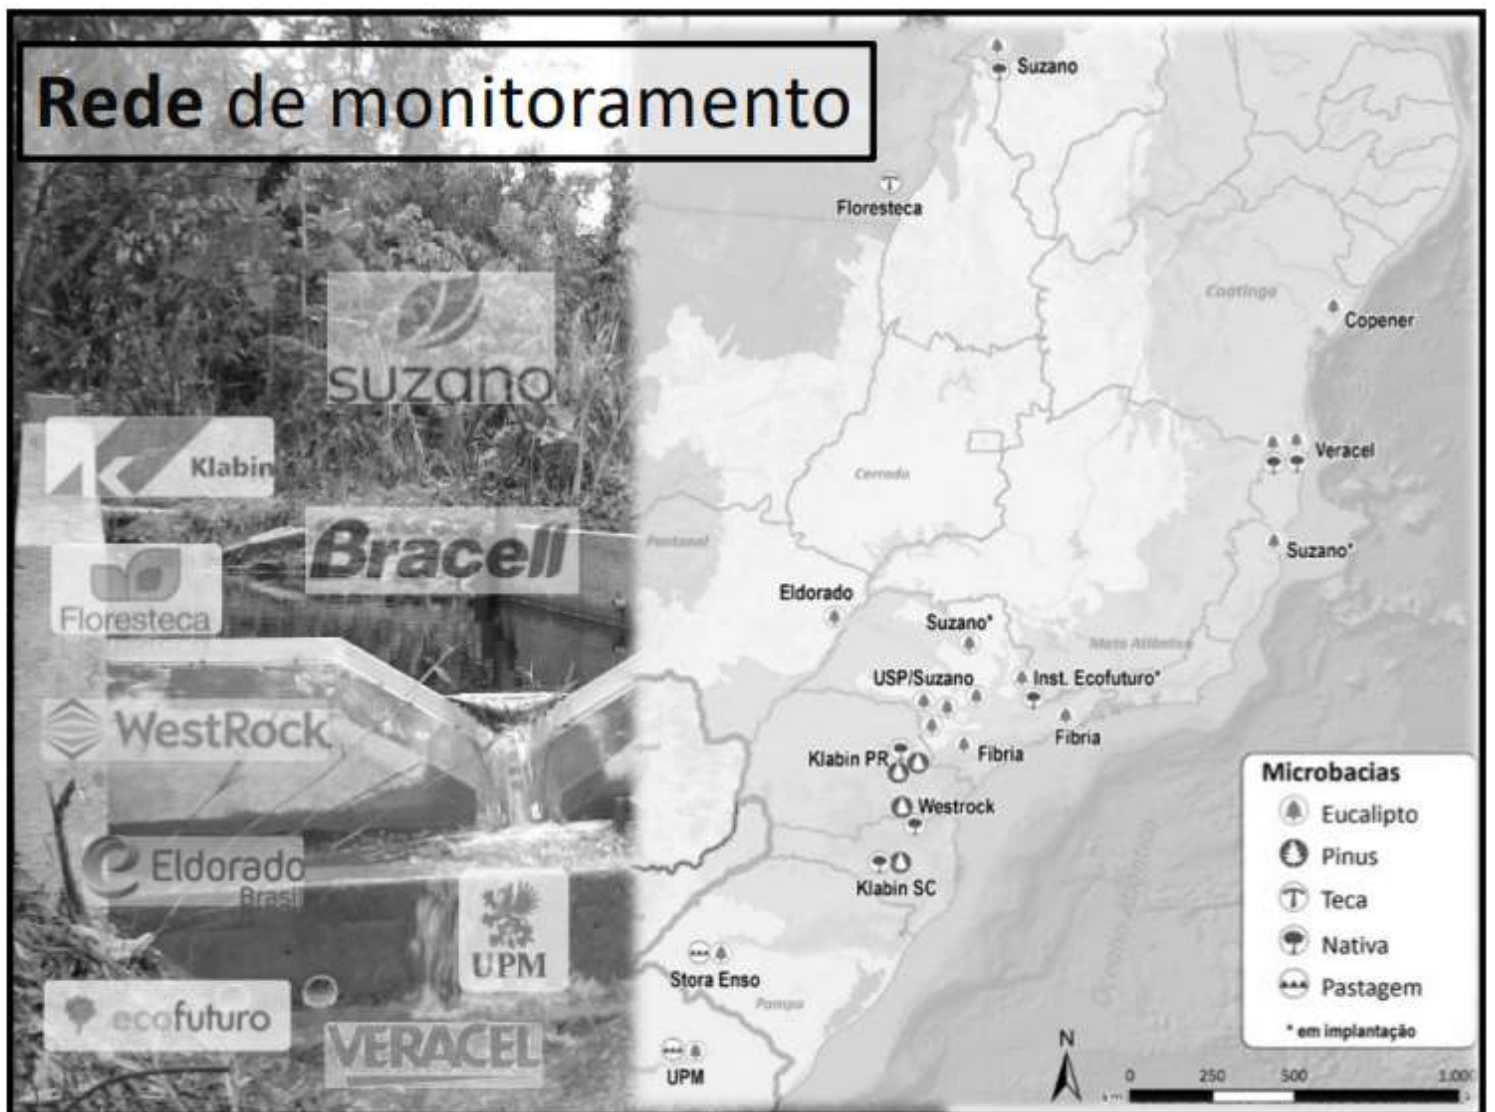 Rede de monitoramento
Suzano
Floresteca
Caatinga
Copener
suzano
Klabin
Veracel
Cerrado
Bracell
Pantanal
Suzano*
Eldorado
Floresteca
Suzano*
Mata Atlântica
USP/Suzano
Inst. Ecofuturo*
WestRock
Fibria
Fibria
Klabin PR
Westrock
Eldorado
Brasil
Klabin SC
UPM
Stora Enso
Pampa
ecofuturo
VERACEL
UPM
Microbacias
Eucalipto
Pinus
Teca
Nativa
Pastagem
* em implantação
Oceano Atlântico
N
0 250 500 1.000